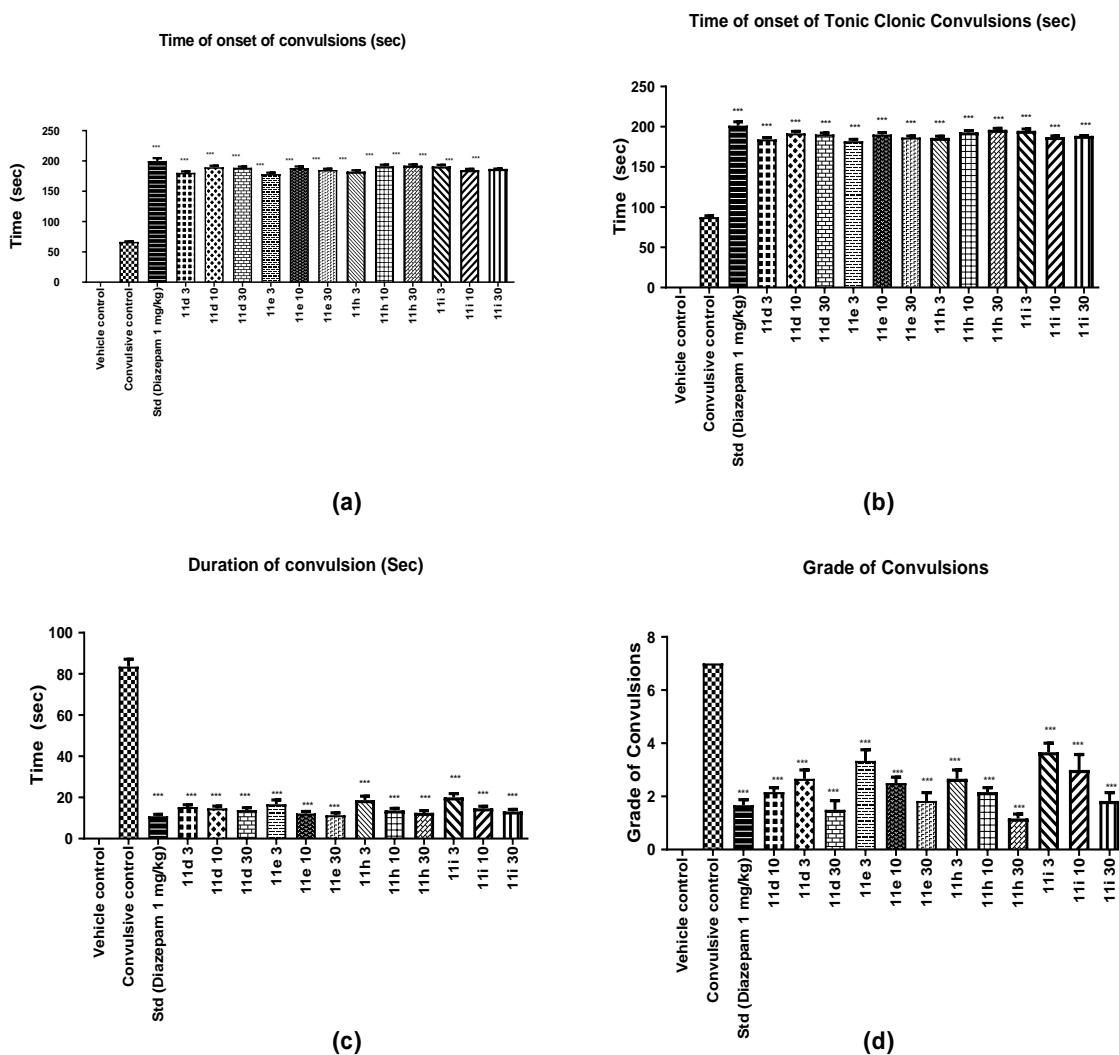 Time of onset of convulsions (sec)
Time (sec)
250
200
150
100
50
0
*** *** *** *** *** *** *** *** *** *** *** *** ***
Vehicle control
Convulsive control
Std (Diazepam 1 mg/kg)
11d 3
11d 10
11d 30
11e 3
11e 10
11e 30
11h 3
11h 10
11h 30
11i 3
11i 10
11i 30
(a)
Time of onset of Tonic Clonic Convulsions (sec)
Time (sec)
250
200
150
100
50
0
*** *** *** *** *** *** *** *** *** *** *** *** ***
Vehicle control
Convulsive control
Std (Diazepam 1 mg/kg)
11d 3
11d 10
11d 30
11e 3
11e 10
11e 30
11h 3
11h 10
11h 30
11i 3
11i 10
11i 30
(b)
Duration of convulsion (Sec)
Time (sec)
100
80
60
40
20
0
*** *** *** *** *** *** *** *** *** *** *** *** ***
Vehicle control
Convulsive control
Std (Diazepam 1 mg/kg)
11d 3
11d 10
11d 30
11e 3
11e 10
11e 30
11h 3
11h 10
11h 30
11i 3
11i 10
11i 30
(c)
Grade of Convulsions
Grade of Convulsions
8
6
4
2
0
*** *** *** *** *** *** *** *** *** *** *** *** ***
Vehicle control
Convulsive control
Std (Diazepam 1 mg/kg)
11d 10
11d 3
11d 30
11e 3
11e 10
11e 30
11h 3
11h 10
11h 30
11i 3
11i 10
11i 30
(d)